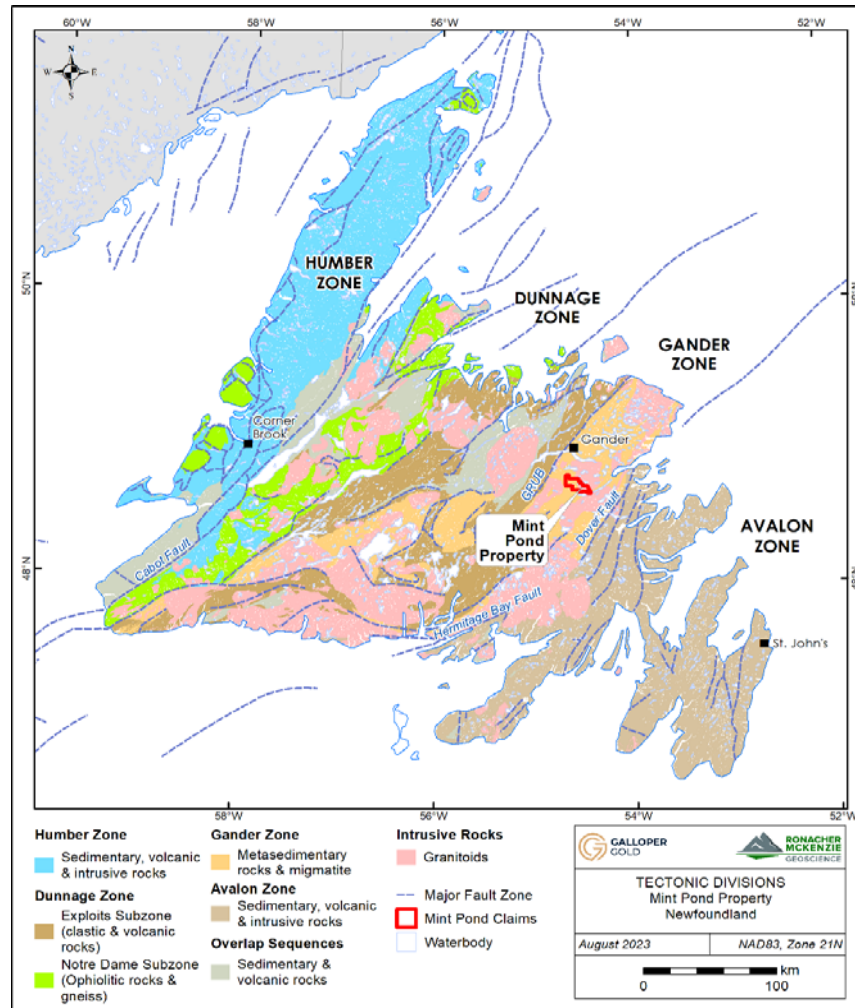 60°W
58°W
56°W
54°W
N
W
E
S
50°N
50°N
HUMBER
ZONE
DUNNAGE
ZONE
GANDER
ZONE
Corner
Brook
Gander
GRUB
Mint
Pond
Property
Dover Fault
AVALON
ZONE
Cabot Fault
48°N
48°N
Hermitage Bay Fault
St. John's
58°W
56°W
54°W
52°W
Humber Zone
Sedimentary, volcanic
& intrusive rocks
Dunnage Zone
Exploits Subzone
(clastic & volcanic
rocks)
Notre Dame Subzone
(Ophiolitic rocks &
gneiss)
Gander Zone
Metasedimentary
rocks & migmatite
Avalon Zone
Sedimentary, volcanic
& intrusive rocks
Overlap Sequences
Sedimentary &
volcanic rocks
Intrusive Rocks
Granitoids
Major Fault Zone
Mint Pond Claims
Waterbody
GALLOPER
GOLD
RONACHER
MCKENZIE
GEOSCIENCE
TECTONIC DIVISIONS
Mint Pond Property
Newfoundland
August 2023
NAD83, Zone 21N
km
0
100